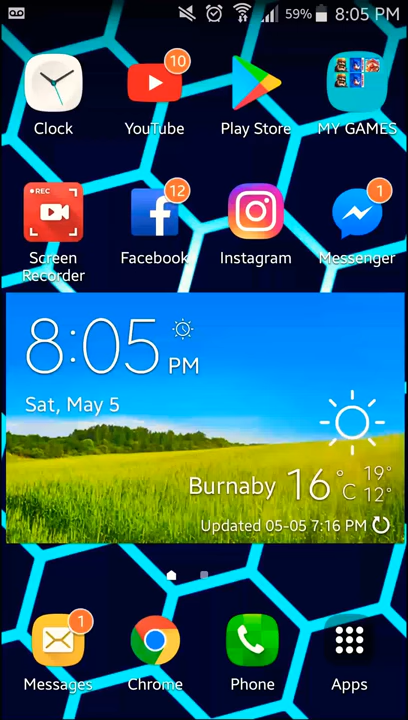 59% 8:05 PM
10
Clock YouTube Play Store MY GAMES
REC
12
1
Screen Recorder Facebook Instagram Messenger
8:05 PM
Sat, May 5
Burnaby 16°C 19° 12°
Updated 05-05 7:16 PM
1
Messages Chrome Phone Apps